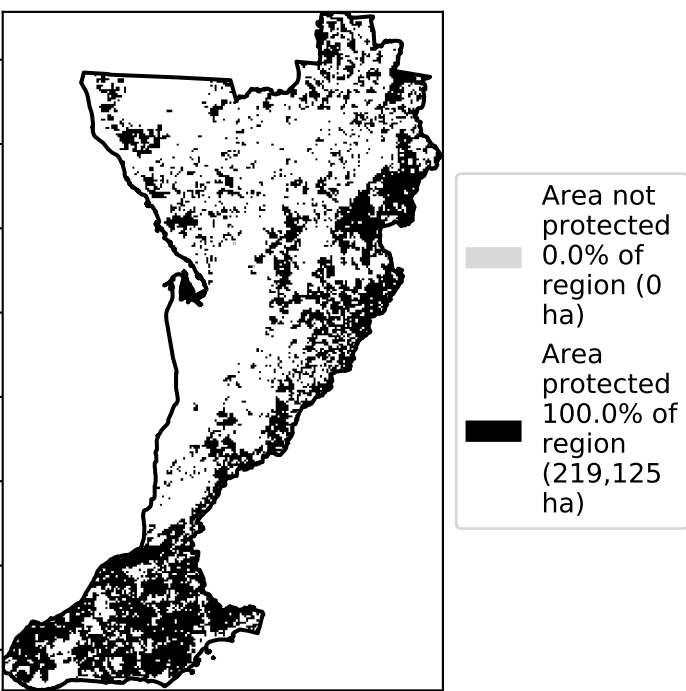 Area not
protected
0.0% of
region (0
ha)
Area
protected
100.0% of
region
(219,125
ha)